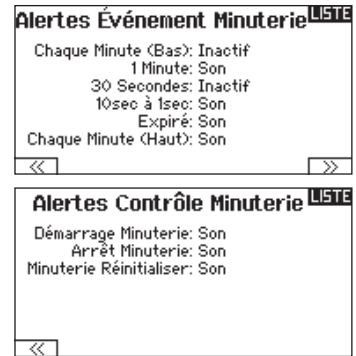 Alertes Événement Minuterie LISTE
Chaque Minute (Bas): Inactif
1 Minute: Son
30 Secondes: Inactif
10sec à 1sec: Son
Expiré: Son
Chaque Minute (Haut): Son
<< >>
Alertes Contrôle Minuterie LISTE
Démarrage Minuterie: Son
Arrêt Minuterie: Son
Minuterie Réinitialiser: Son
<<